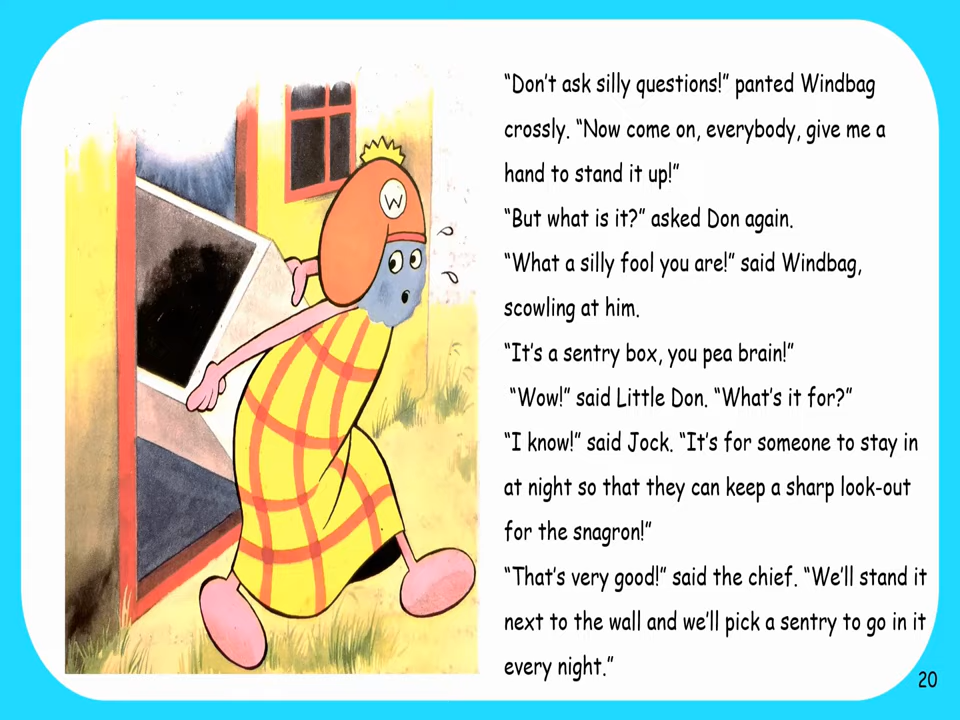 W
“Don’t ask silly questions!” panted Windbag
crossly. “Now come on, everybody, give me a
hand to stand it up!”
“But what is it?” asked Don again.
“What a silly fool you are!” said Windbag,
scowling at him.
“It’s a sentry box, you pea brain!”
“Wow!” said Little Don. “What’s it for?”
“I know!” said Jock. “It’s for someone to stay in
at night so that they can keep a sharp look-out
for the snagron!”
“That’s very good!” said the chief. “We’ll stand it
next to the wall and we’ll pick a sentry to go in it
every night.”
20